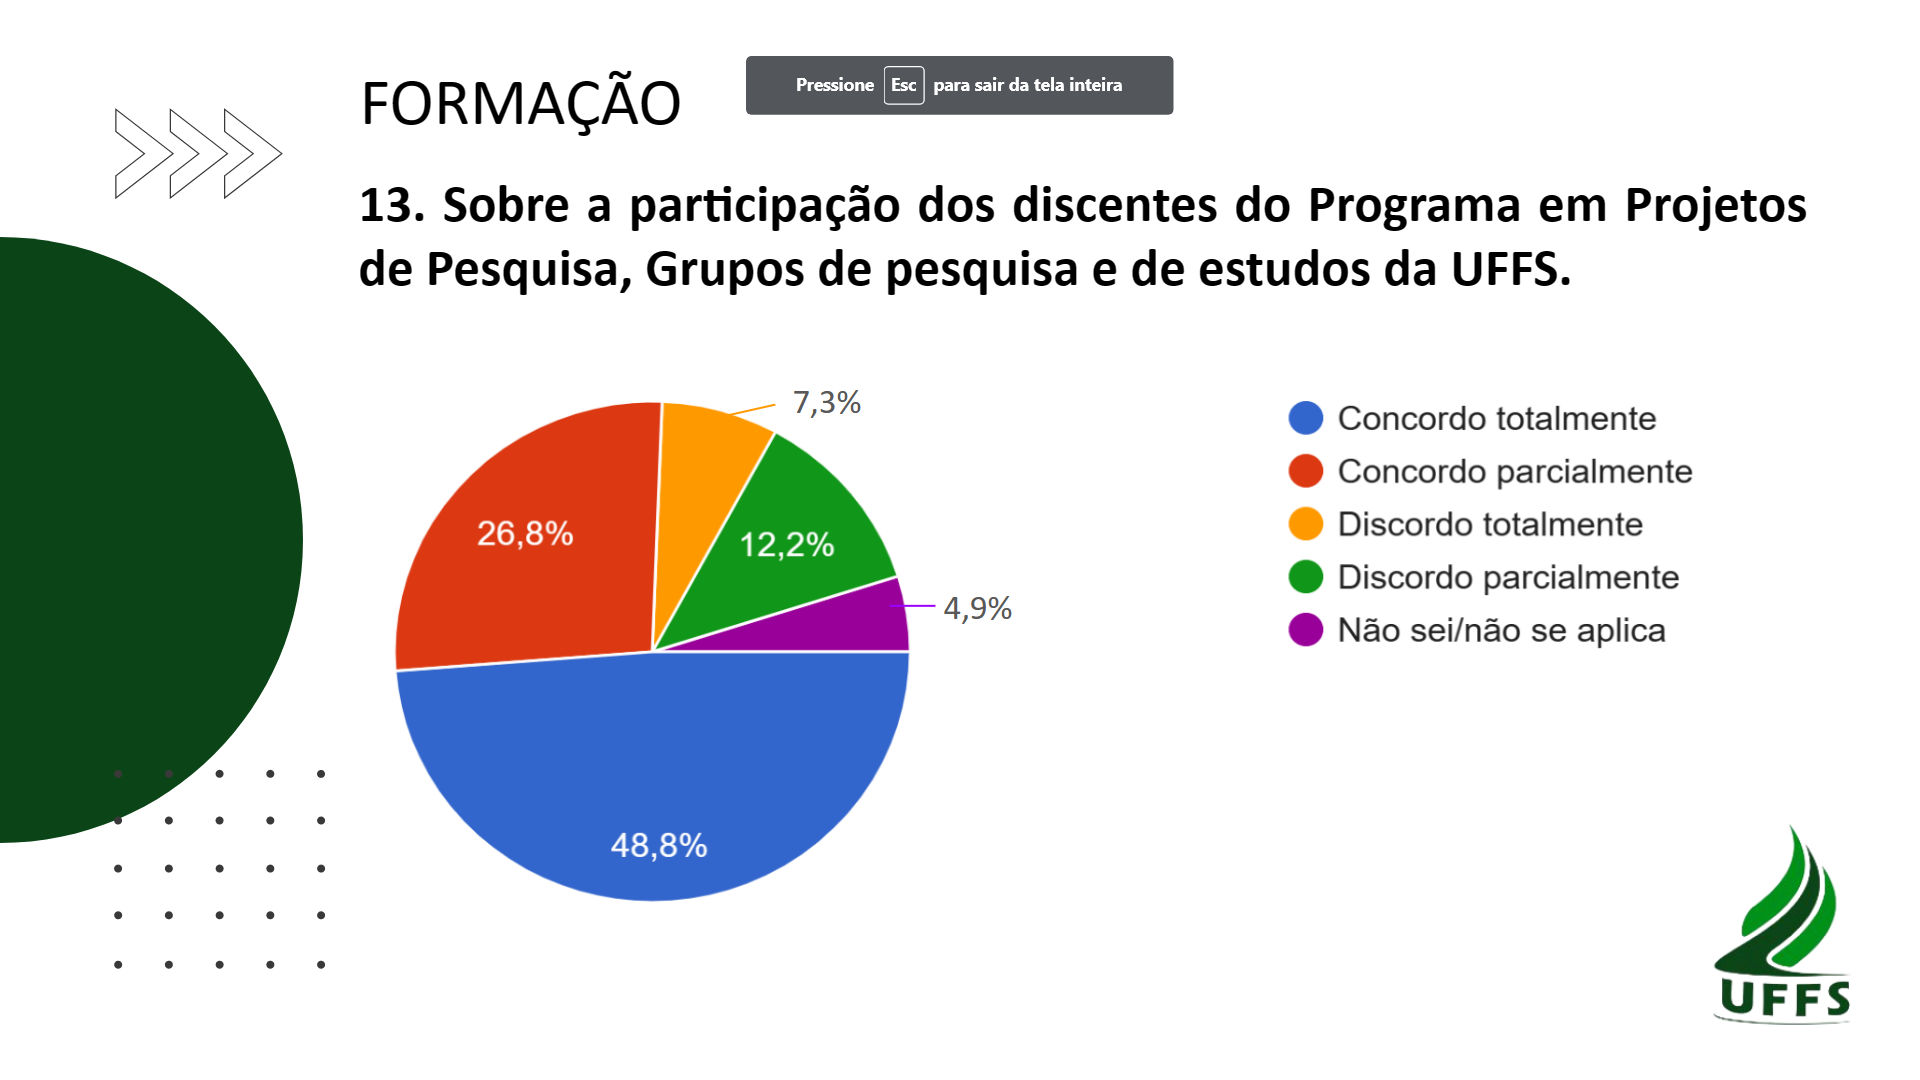 FORMAÇÃO
Pressione Esc para sair da tela inteira
13. Sobre a participação dos discentes do Programa em Projetos
de Pesquisa, Grupos de pesquisa e de estudos da UFFS.
7,3%
26,8%
12,2%
4,9%
48,8%
Concordo totalmente
Concordo parcialmente
Discordo totalmente
Discordo parcialmente
Não sei/não se aplica
UFFS